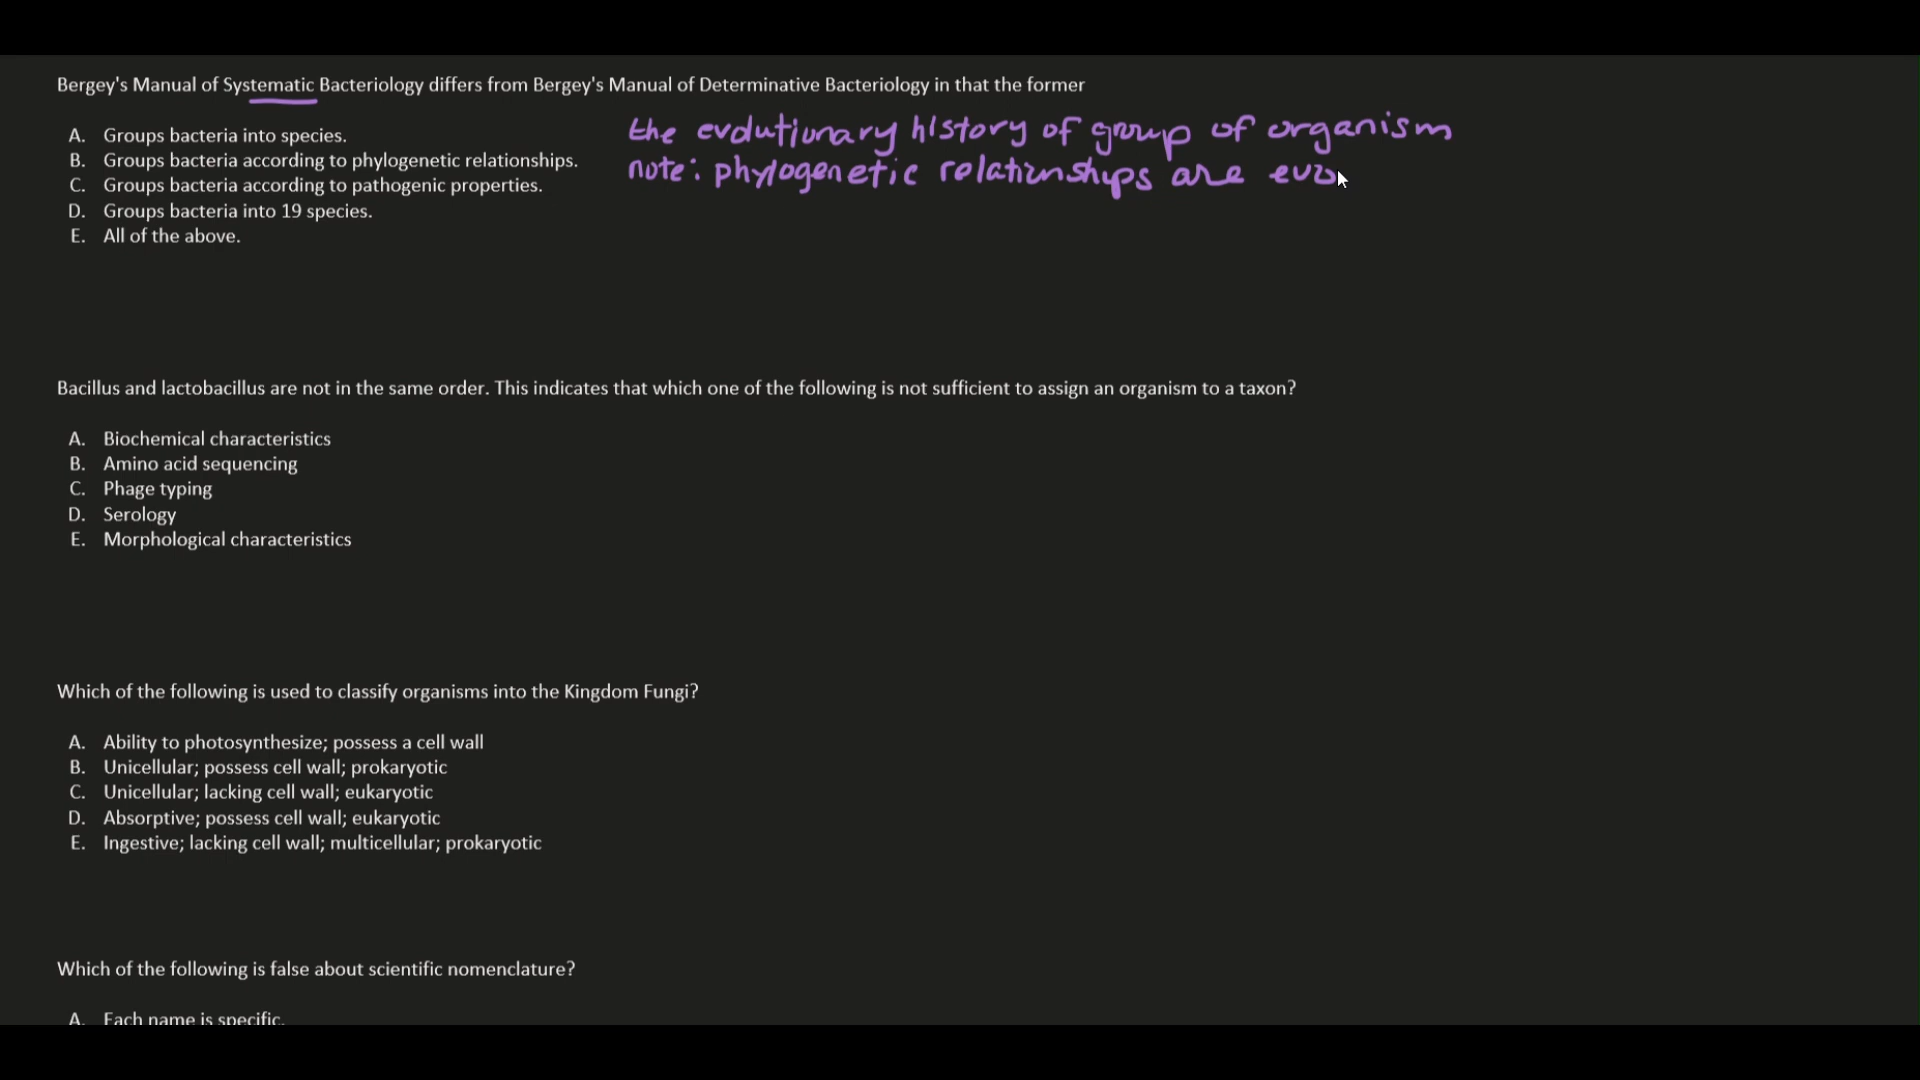 Bergey's Manual of Systematic Bacteriology differs from Bergey's Manual of Determinative Bacteriology in that the former
A. Groups bacteria into species.
B. Groups bacteria according to phylogenetic relationships.
C. Groups bacteria according to pathogenic properties.
D. Groups bacteria into 19 species.
E. All of the above.
the evolutionary history of group of organism
note: phylogenetic relationships are evo
Bacillus and lactobacillus are not in the same order. This indicates that which one of the following is not sufficient to assign an organism to a taxon?
A. Biochemical characteristics
B. Amino acid sequencing
C. Phage typing
D. Serology
E. Morphological characteristics
Which of the following is used to classify organisms into the Kingdom Fungi?
A. Ability to photosynthesize; possess a cell wall
B. Unicellular; possess cell wall; prokaryotic
C. Unicellular; lacking cell wall; eukaryotic
D. Absorptive; possess cell wall; eukaryotic
E. Ingestive; lacking cell wall; multicellular; prokaryotic
Which of the following is false about scientific nomenclature?
A. Each name is specific.